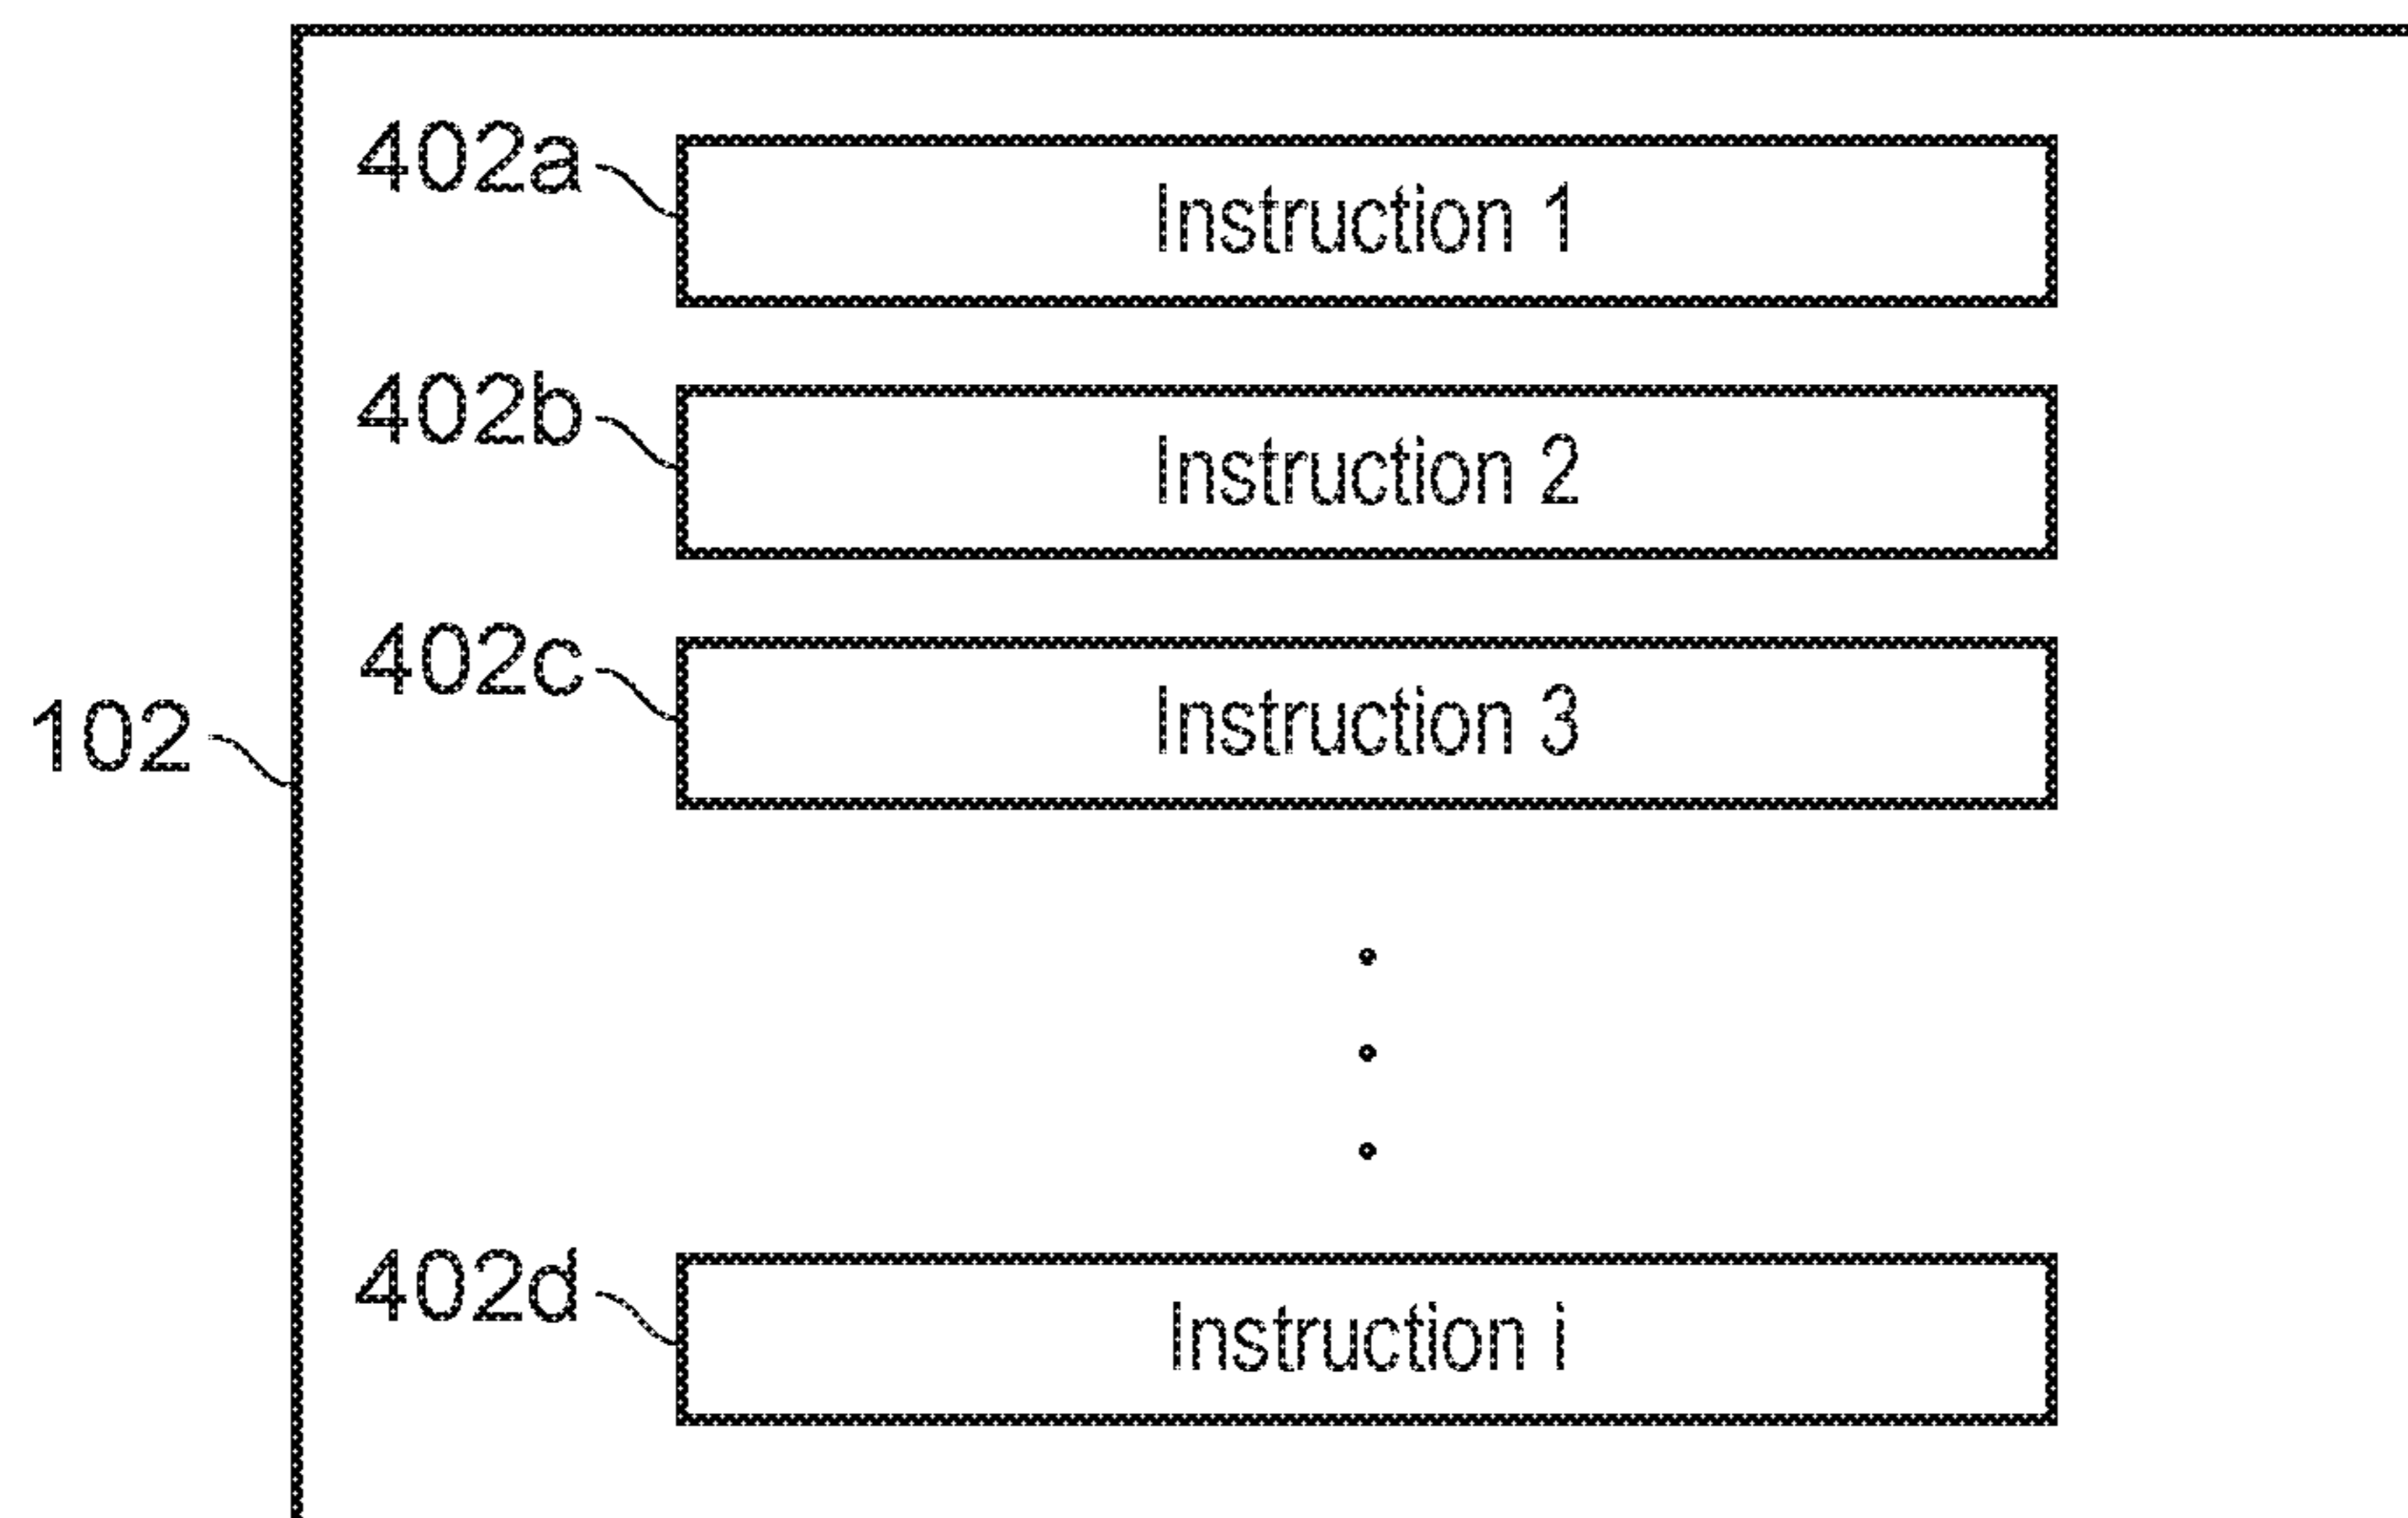 402a
Instruction 1
402b
Instruction 2
402c
Instruction 3
102
402d
Instruction i